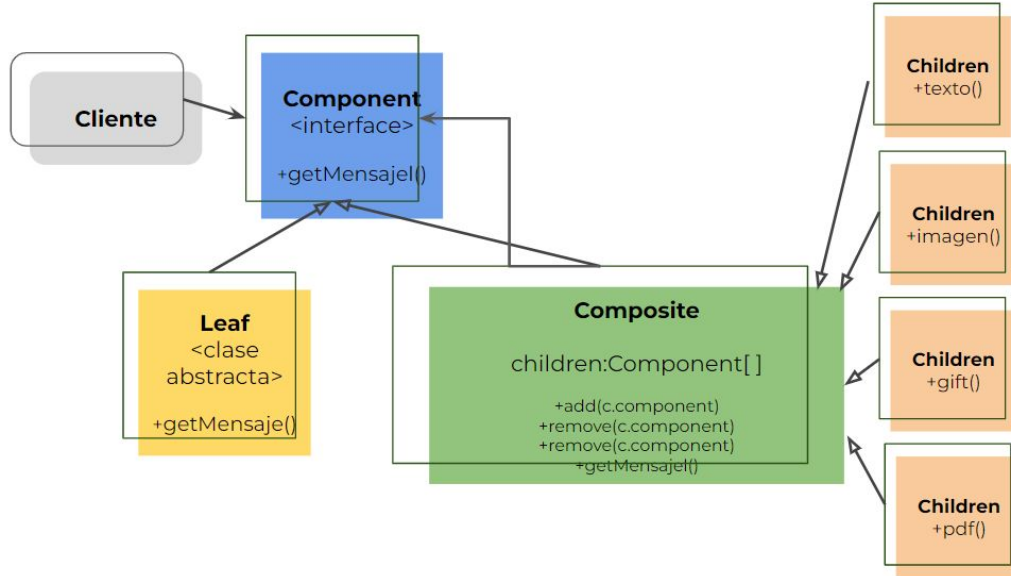 Cliente
Component
<interface>
+getMensajel()
Leaf
<clase
abstracta>
+getMensaje()
Composite
children:Component[ ]
+add(c.component)
+remove(c.component)
+remove(c.component)
+getMensajel()
Children
+texto()
Children
+imagen()
Children
+gift()
Children
+pdf()